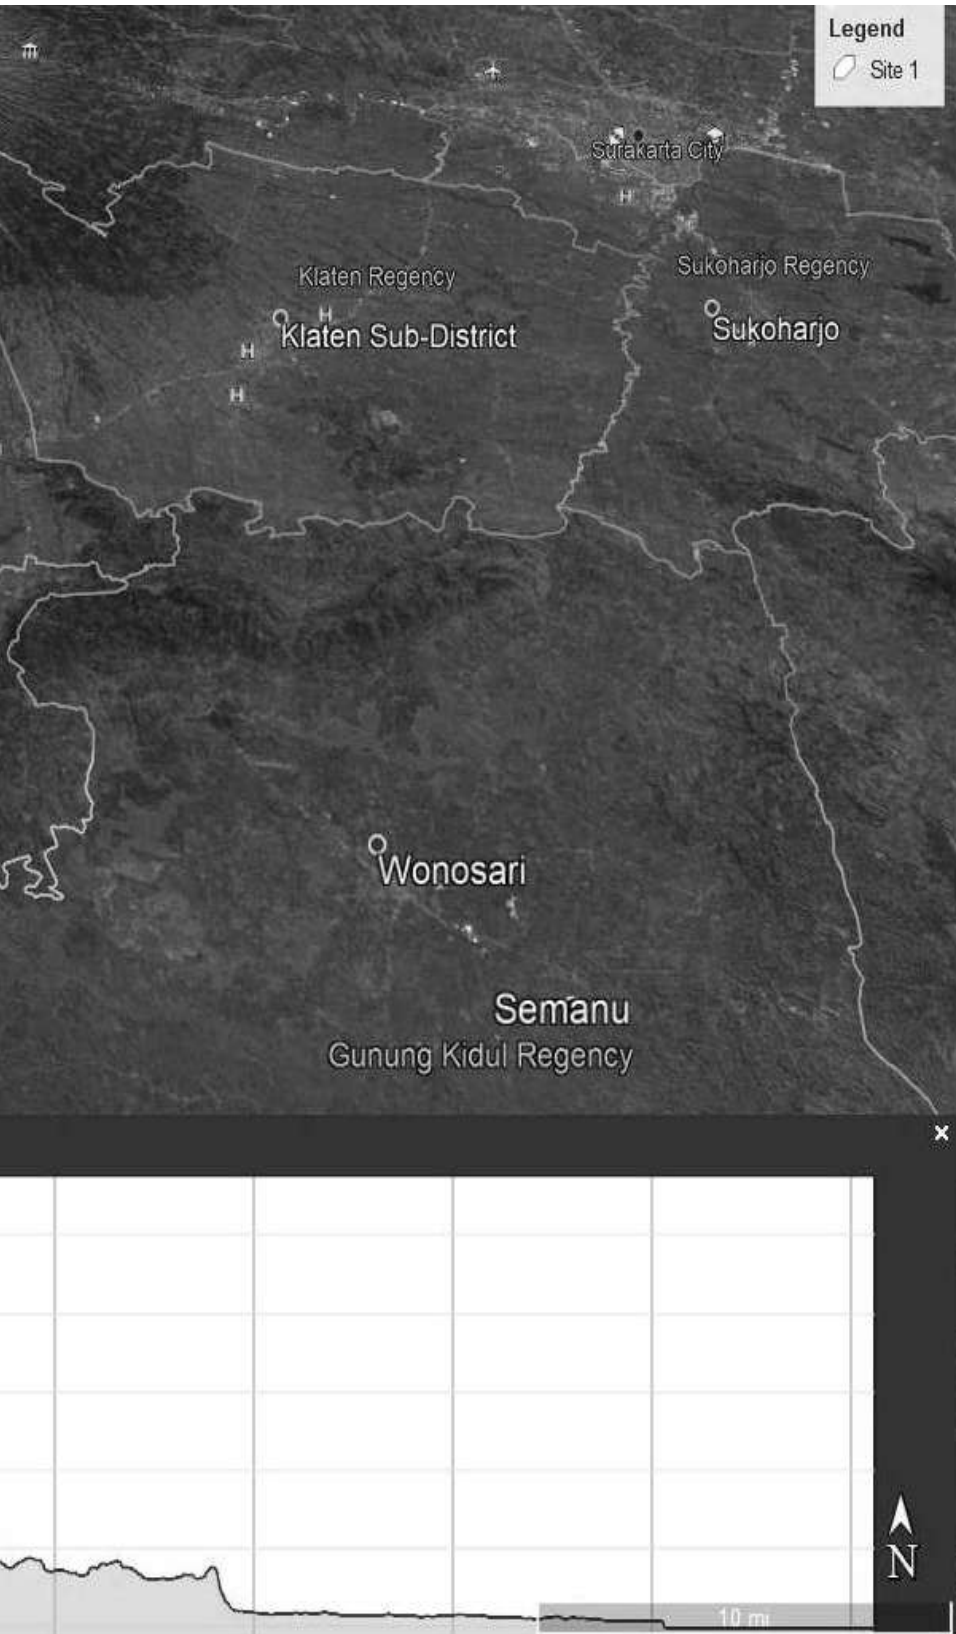 Legend
Site 1
Surakarta City
H
Klaten Regency
Sukoharjo Regency
H
Klaten Sub-District
Sukoharjo
H
H
Wonosari
Semanu
Gunung Kidul Regency
x
N
10 mi